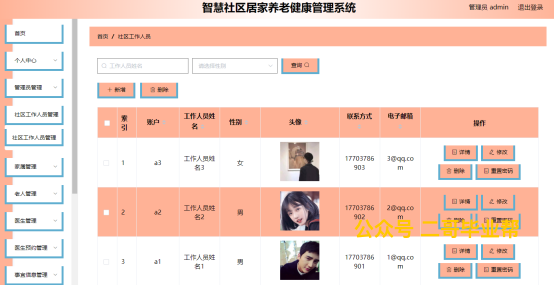 智慧社区居家养老健康管理系统
管理员 admin 退出登录
首页
个人中心
管理员管理
社区工作人员管理
社区工作人员管理
家属管理
老人管理
医生管理
医生预约管理
事宜信息管理
首页 / 社区工作人员
工作人员姓名 请选择性别 查询
+ 新增 删除
索引 账户 工作人员姓名 性别 头像 联系方式 电子邮箱 操作
1 a3 工作人员姓名3 女 17703786903 3@qq.com 详情 修改 删除 重置密码
2 a2 工作人员姓名2 男 17703786902 2@qq.com 详情 修改 删除 重置密码
3 a1 工作人员姓名1 男 17703786901 1@qq.com 详情 修改 删除 重置密码
公众号 二哥毕业帮